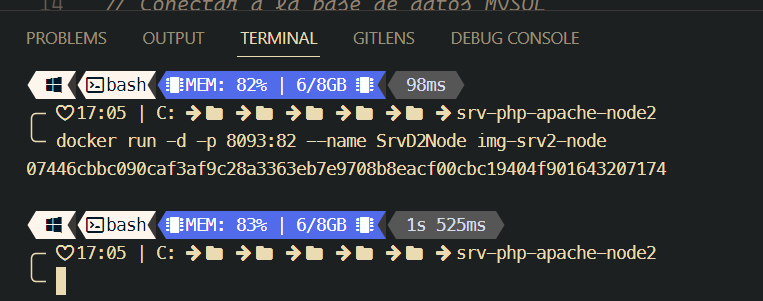 14 // Conectar a la base de datos MySQL
PROBLEMS OUTPUT TERMINAL GITLENS DEBUG CONSOLE
bash MEM: 82% | 6/8GB 98ms
17:05 | C: srv-php-apache-node2
docker run -d -p 8093:82 --name SrvD2Node img-srv2-node
07446cbbc090caf3af9c28a3363eb7e9708b8eacf00cbc19404f901643207174
bash MEM: 83% | 6/8GB 1s 525ms
17:05 | C: srv-php-apache-node2